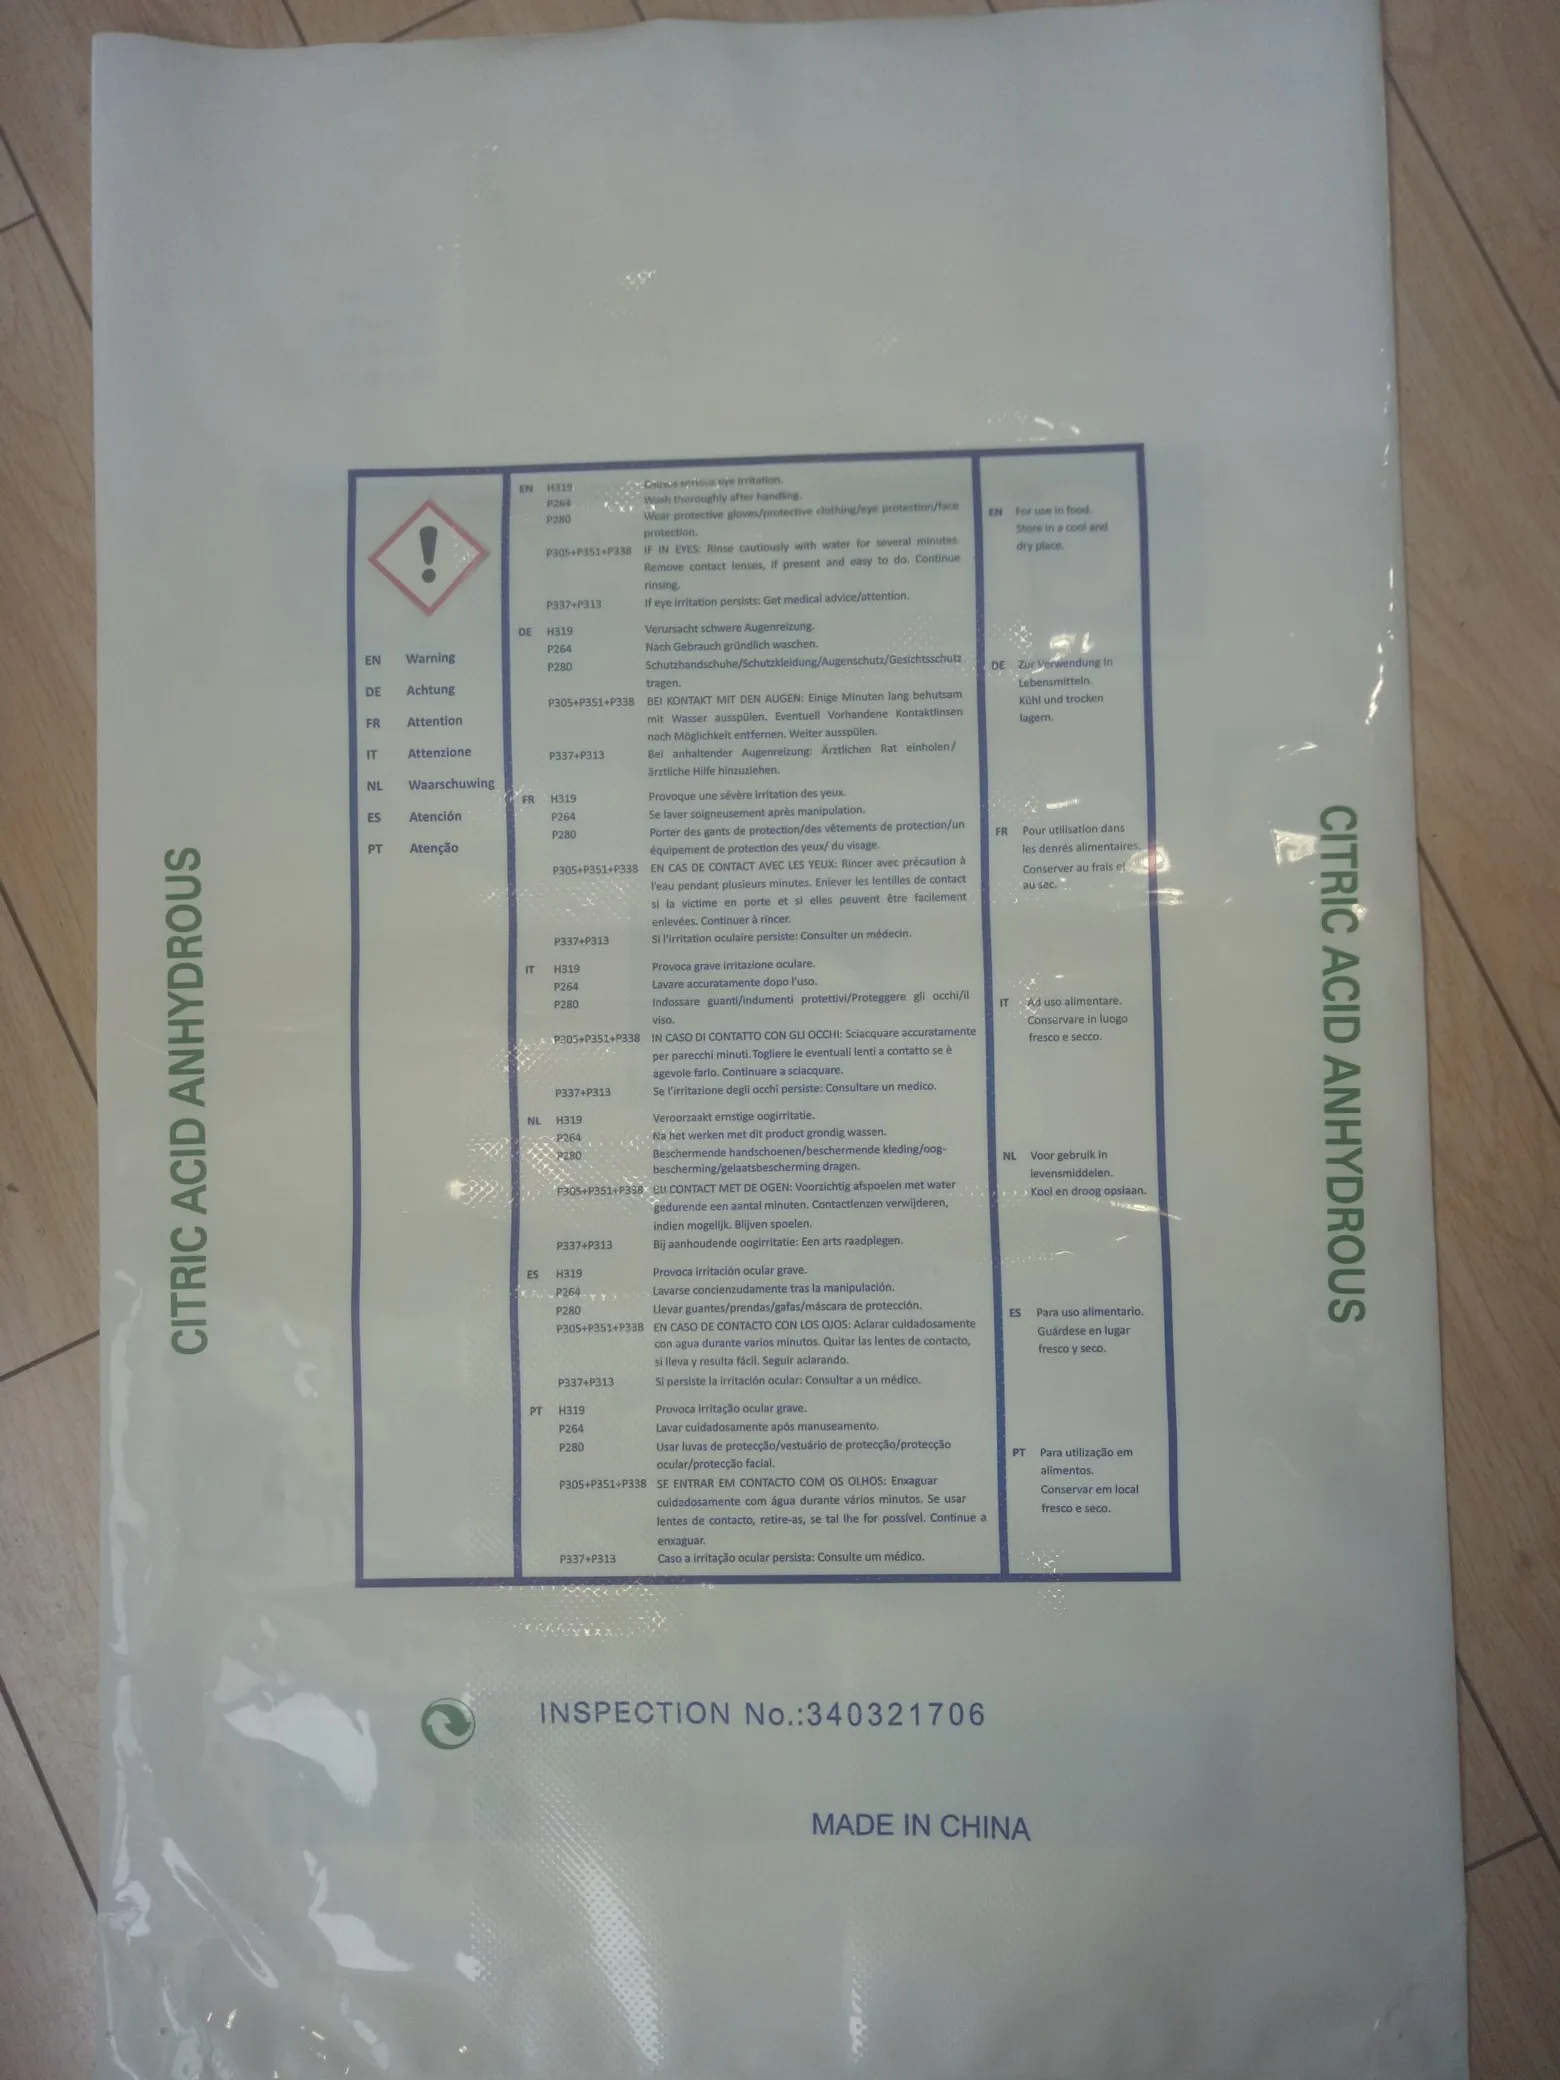 CITRIC ACID ANHYDROUS
EN Warning
DE Achtung
FR Attention
IT Attenzione
NL Waarschuwing
ES Atención
PT Atenção
EN H319 Causes serious eye irritation.
P264 Wash thoroughly after handling.
P280 Wear protective gloves/protective clothing/eye protection/face
protection.
P305+P351+P338 IF IN EYES: Rinse cautiously with water for several minutes.
Remove contact lenses, if present and easy to do. Continue
rinsing.
P337+P313 If eye irritation persists: Get medical advice/attention.
DE H319 Verursacht schwere Augenreizung.
P264 Nach Gebrauch gründlich waschen.
P280 Schutzhandschuhe/Schutzkleidung/Augenschutz/Gesichtsschutz
tragen.
P305+P351+P338 BEI KONTAKT MIT DEN AUGEN: Einige Minuten lang behutsam
mit Wasser ausspülen. Eventuell Vorhandene Kontaktlinsen
nach Möglichkeit entfernen. Weiter ausspülen.
P337+P313 Bei anhaltender Augenreizung: Ärztlichen Rat einholen/
ärztliche Hilfe hinzuziehen.
FR H319 Provoque une sévère irritation des yeux.
P264 Se laver soigneusement après manipulation.
P280 Porter des gants de protection/des vêtements de protection/un
équipement de protection des yeux/ du visage.
P305+P351+P338 EN CAS DE CONTACT AVEC LES YEUX: Rincer avec précaution à
l'eau pendant plusieurs minutes. Enlever les lentilles de contact
si la victime en porte et si elles peuvent être facilement
enlevées. Continuer à rincer.
P337+P313 Si l'irritation oculaire persiste: Consulter un médecin.
IT H319 Provoca grave irritazione oculare.
P264 Lavare accuratamente dopo l'uso.
P280 Indossare guanti/indumenti protettivi/Proteggere gli occhi/il
viso.
P305+P351+P338 IN CASO DI CONTATTO CON GLI OCCHI: Sciacquare accuratamente
per parecchi minuti. Togliere le eventuali lenti a contatto se è
agevole farlo. Continuare a sciacquare.
P337+P313 Se l'irritazione degli occhi persiste: Consultare un medico.
NL H319 Veroorzaakt ernstige oogirritatie.
P264 Na het werken met dit product grondig wassen.
P280 Beschermende handschoenen/beschermende kleding/oog-
bescherming/gelaatsbescherming dragen.
P305+P351+P338 BIJ CONTACT MET DE OGEN: Voorzichtig afspoelen met water
gedurende een aantal minuten. Contactlenzen verwijderen,
indien mogelijk. Blijven spoelen.
P337+P313 Bij aanhoudende oogirritatie: Een arts raadplegen.
ES H319 Provoca irritación ocular grave.
P264 Lavarse concienzudamente tras la manipulación.
P280 Llevar guantes/prendas/gafas/máscara de protección.
P305+P351+P338 EN CASO DE CONTACTO CON LOS OJOS: Aclarar cuidadosamente
con agua durante varios minutos. Quitar las lentes de contacto,
si lleva y resulta fácil. Seguir aclarando.
P337+P313 Si persiste la irritación ocular: Consultar a un médico.
PT H319 Provoca irritação ocular grave.
P264 Lavar cuidadosamente após manuseamento.
P280 Usar luvas de protecção/vestuário de protecção/protecção
ocular/protecção facial.
P305+P351+P338 SE ENTRAR EM CONTACTO COM OS OLHOS: Enxaguar
cuidadosamente com água durante vários minutos. Se usar
lentes de contacto, retire-as, se tal lhe for possível. Continue a
enxaguar.
P337+P313 Caso a irritação ocular persista: Consulte um médico.
EN For use in food.
Store in a cool and
dry place.
DE Zur Verwendung in
Lebensmitteln.
Kühl und trocken
lagern.
FR Pour utilisation dans
les denrés alimentaires.
Conserver au frais et
au sec.
IT Ad uso alimentare.
Conservare in luogo
fresco e secco.
NL Voor gebruik in
levensmiddelen.
Kool en droog opslaan.
ES Para uso alimentario.
Guárdese en lugar
fresco y seco.
PT Para utilização em
alimentos.
Conservar em local
fresco e seco.
CITRIC ACID ANHYDROUS
INSPECTION No.:340321706
MADE IN CHINA